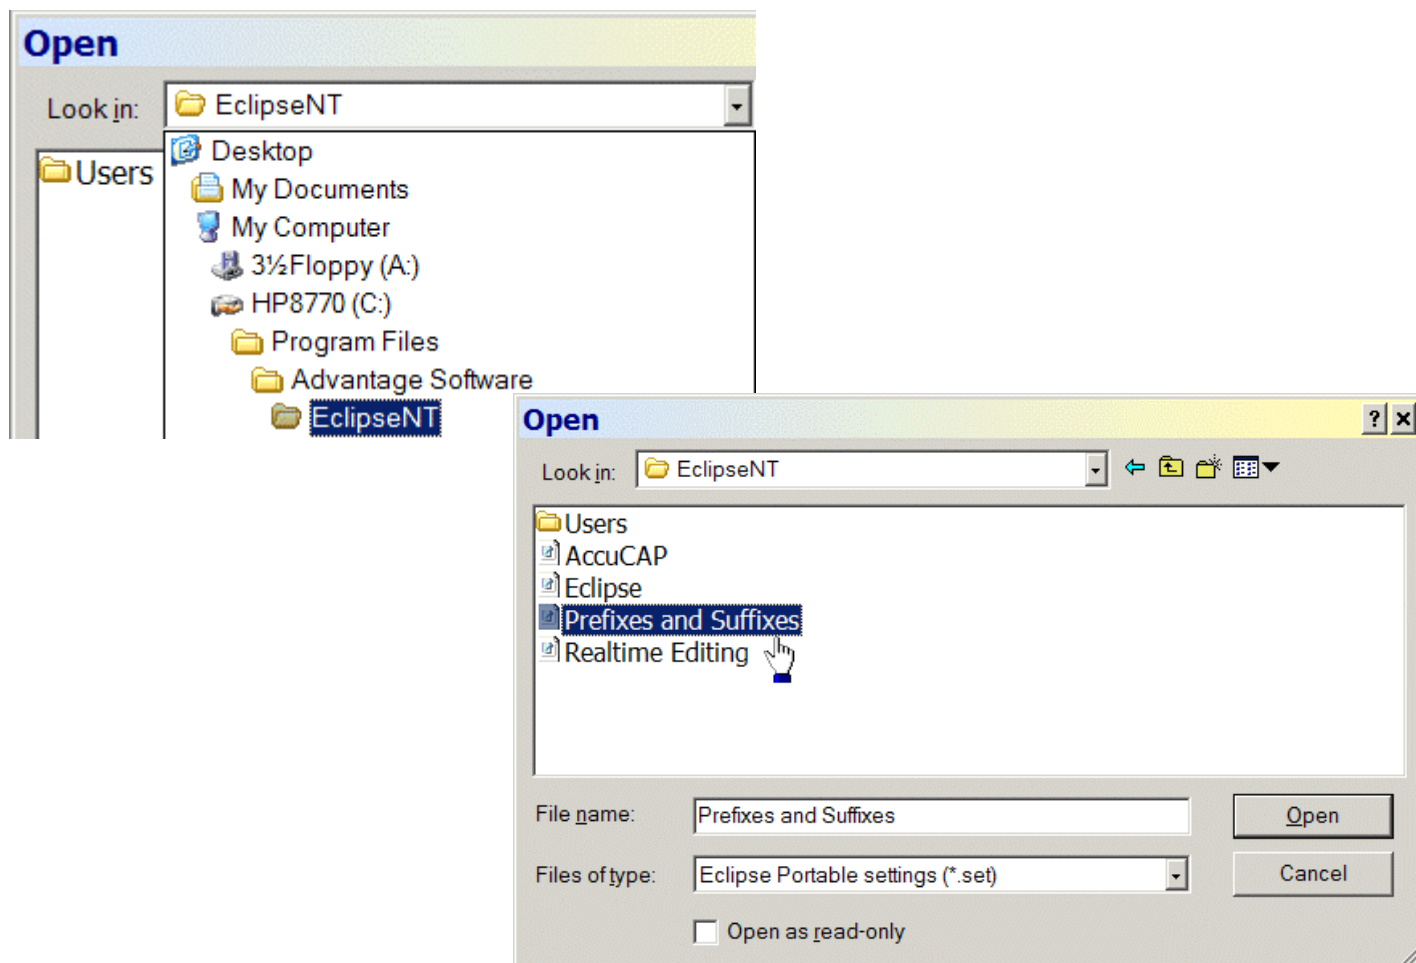 Open
Look in: EclipseNT
Users
Desktop
My Documents
My Computer
3½Floppy (A:)
HP8770 (C:)
Program Files
Advantage Software
EclipseNT
Open
?
Look in: EclipseNT
Users
AccuCAP
Eclipse
Prefixes and Suffixes
Realtime Editing
File name: Prefixes and Suffixes Open
Files of type: Eclipse Portable settings (*.set) Cancel
Open as read-only